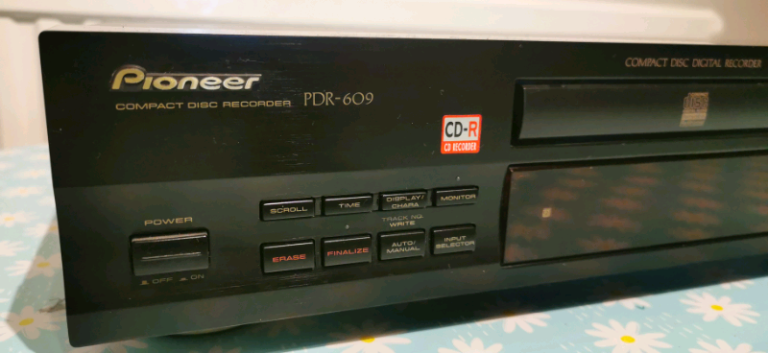 Pioneer
COMPACT DISC RECORDER PDR-609
COMPACT DISC DIGITAL RECORDER
CD-R
CD RECORDER
SCROLL
TIME
DISPLAY/
CHARA
MONITOR
TRACK NO.
WRITE
POWER
ERASE
FINALIZE
AUTO/
MANUAL
INPUT
SELECTOR
OFF
ON